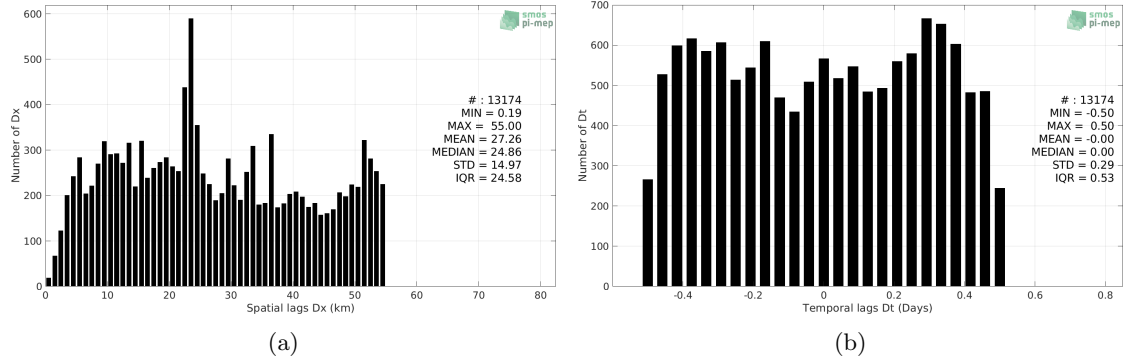 600
500
400
300
200
100
0
Number of Dx
0 10 20 30 40 50 60 70 80
Spatial lags Dx (km)
smos
pi-mep
# : 13174
MIN = 0.19
MAX = 55.00
MEAN = 27.26
MEDIAN = 24.86
STD = 14.97
IQR = 24.58
(a)
700
600
500
400
300
200
100
0
Number of Dt
-0.4 -0.2 0 0.2 0.4 0.6 0.8
Temporal lags Dt (Days)
smos
pi-mep
# : 13174
MIN = -0.50
MAX = 0.50
MEAN = -0.00
MEDIAN = 0.00
STD = 0.29
IQR = 0.53
(b)